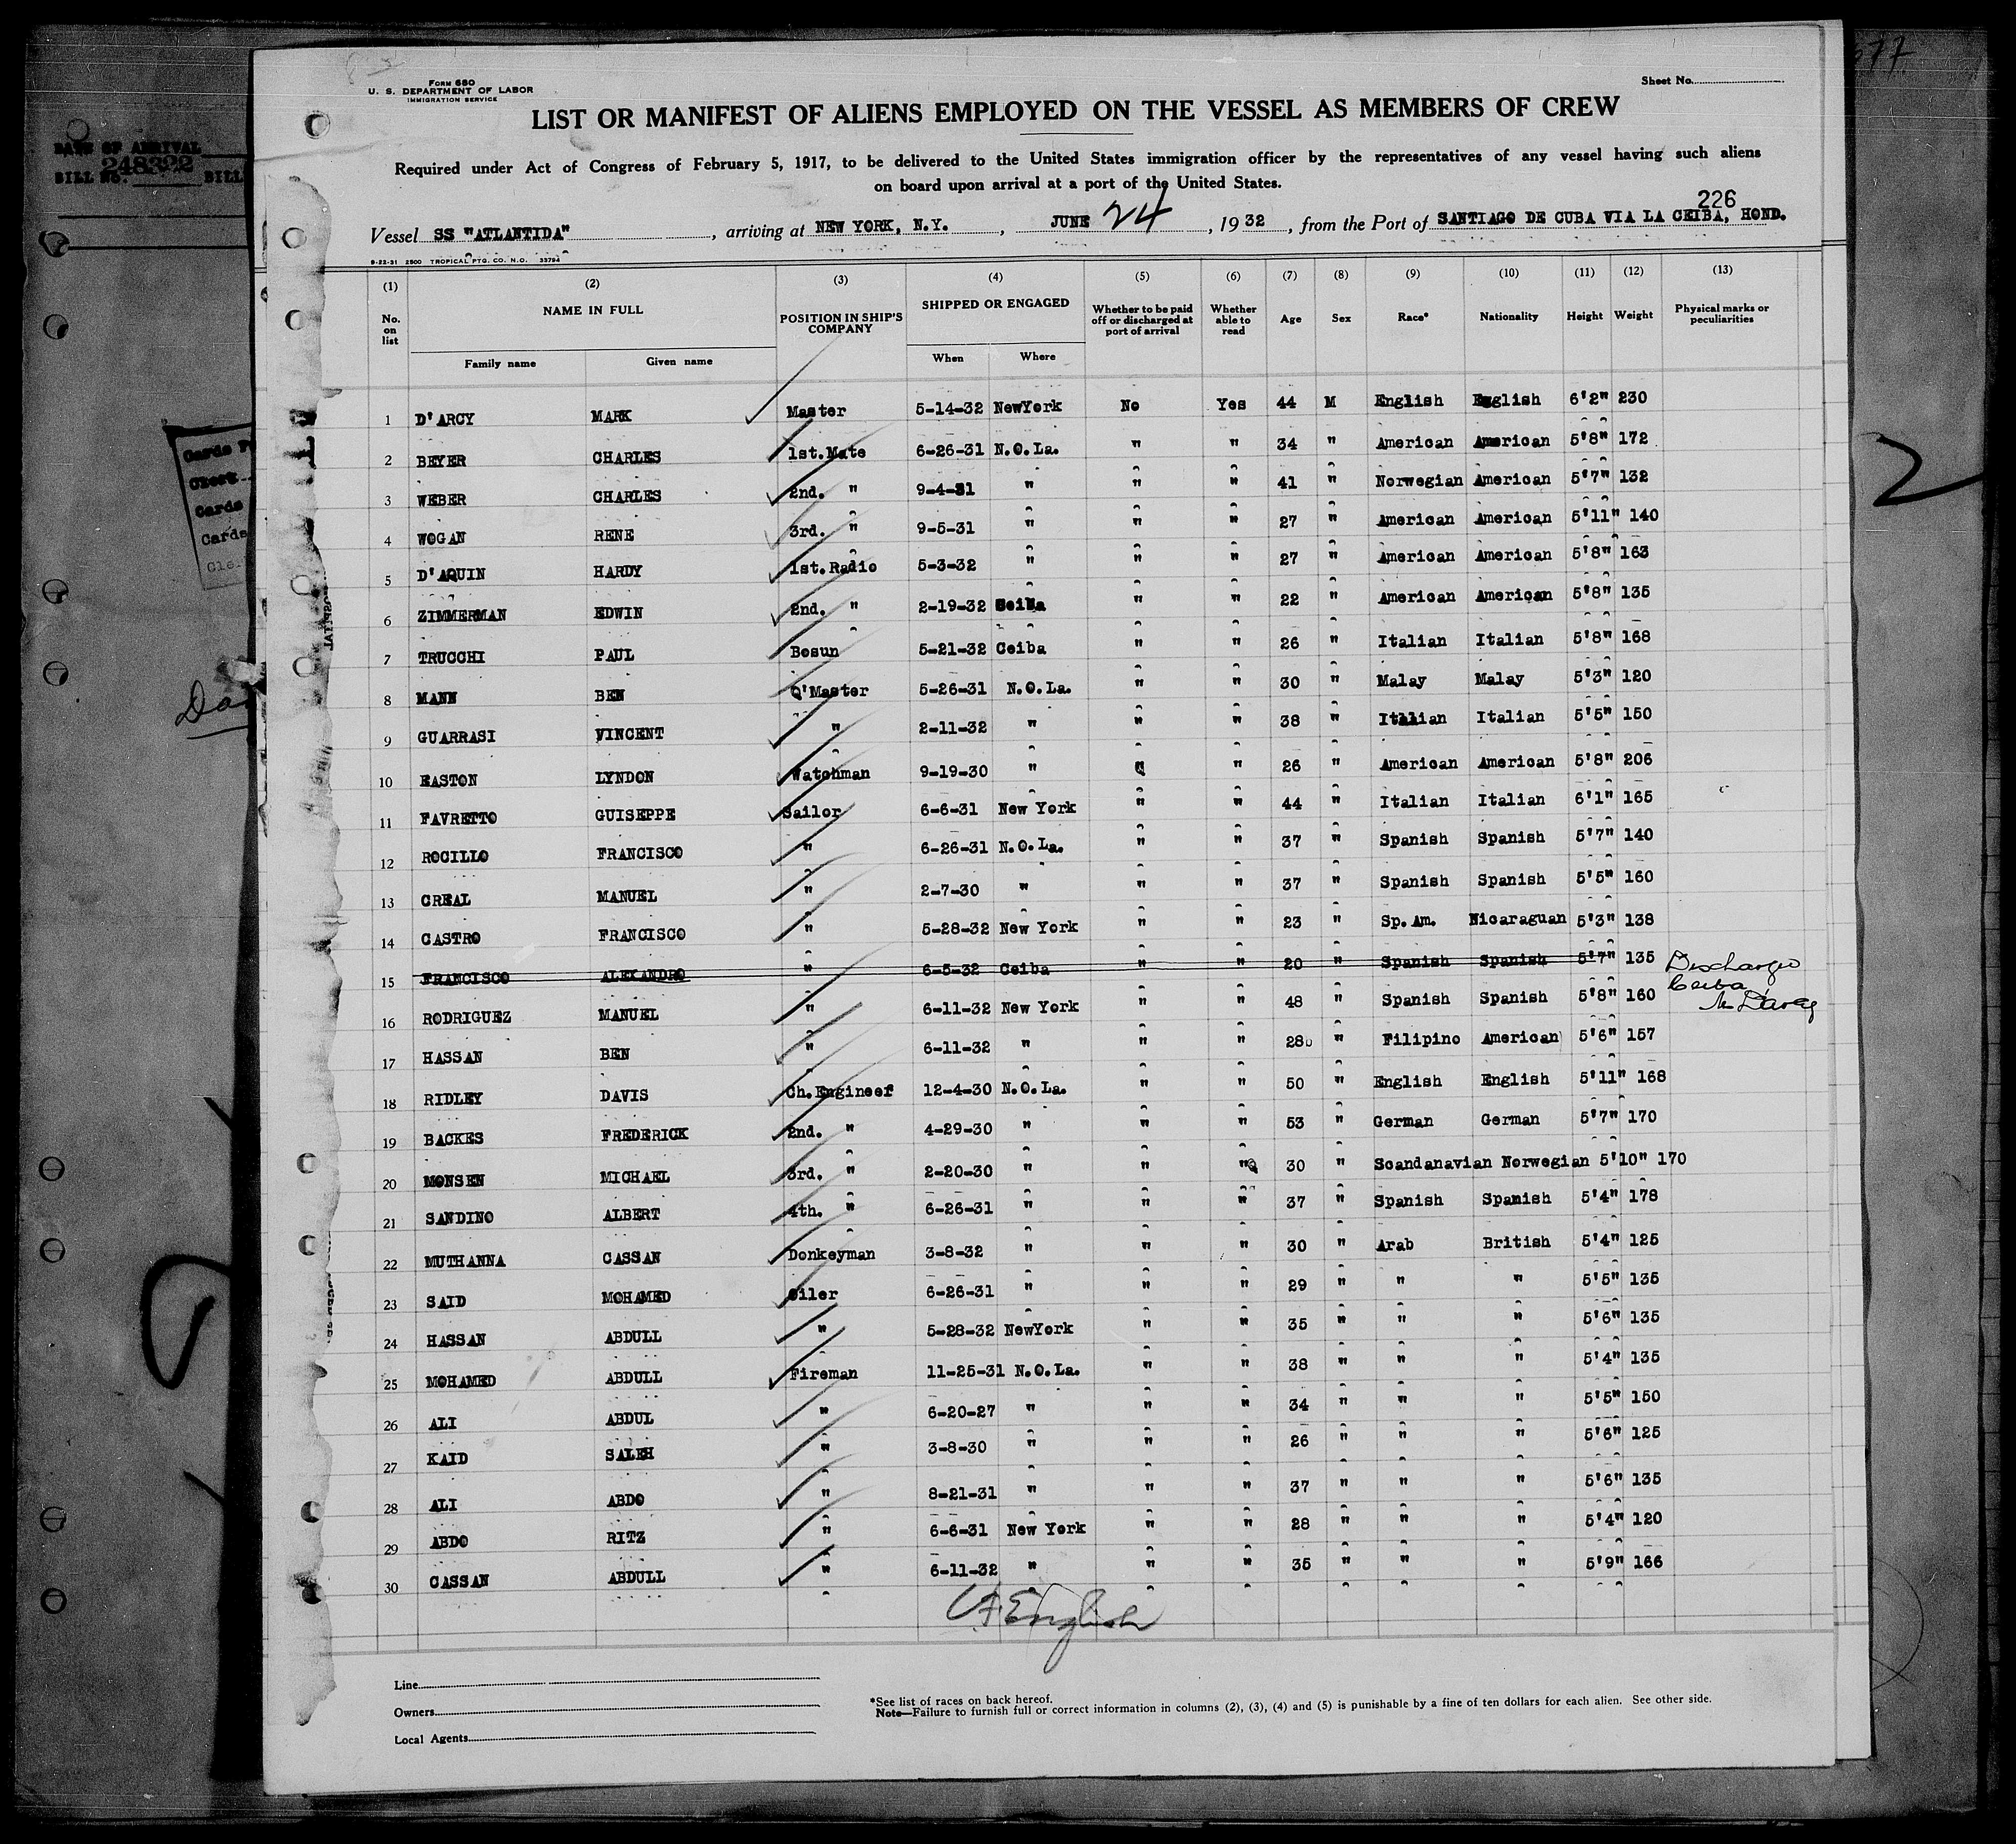 Form 680
U. S. DEPARTMENT OF LABOR
IMMIGRATION SERVICE
Sheet No.
LIST OR MANIFEST OF ALIENS EMPLOYED ON THE VESSEL AS MEMBERS OF CREW
Required under Act of Congress of February 5, 1917, to be delivered to the United States immigration officer by the representatives of any vessel having such aliens
on board upon arrival at a port of the United States.
226
Vessel SS "ATLANTIDA", arriving at NEW YORK, N.Y., JUNE 24, 1932, from the Port of SANTIAGO DE CUBA VIA LA CEIBA, HOND.
9-22-31 2500 TROPICAL PTG. CO. N.O. 33794
(1) (2) (3) (4) (5) (6) (7) (8) (9) (10) (11) (12) (13)
No. on list NAME IN FULL POSITION IN SHIP'S COMPANY SHIPPED OR ENGAGED Whether to be paid off or discharged at port of arrival Whether able to read Age Sex Race* Nationality Height Weight Physical marks or peculiarities
Family name Given name When Where
1 D'ARCY MARK Master 5-14-32 NewYork No Yes 44 M English English 6'2" 230
2 BEYER CHARLES 1st.Mate 6-26-31 N.O.La. " " 34 " American American 5'8" 172
3 WEBER CHARLES 2nd. " 9-4-31 " " " 41 " Norwegian American 5'7" 132
4 WOGAN RENE 3rd. " 9-5-31 " " " 27 " American American 5'11" 140
5 D'AQUIN HARDY 1st.Radio 5-3-32 " " " 27 " American American 5'8" 163
6 ZIMMERMAN EDWIN 2nd. " 2-19-32 Ceiba " " 22 " American American 5'8" 135
7 TRUCCHI PAUL Bosun 5-21-32 Ceiba " " 26 " Italian Italian 5'8" 168
8 MANN BEN Q'Master 5-26-31 N.O.La. " " 30 " Malay Malay 5'3" 120
9 GUARRASI VINCENT " 2-11-32 " " " 38 " Italian Italian 5'5" 150
10 EASTON LYNDON Watchman 9-19-30 " " " 26 " American American 5'8" 206
11 FAVRETTO GUISEPPE Sailor 6-6-31 New York " " 44 " Italian Italian 6'1" 165
12 ROCILIO FRANCISCO " 6-26-31 N.O.La. " " 37 " Spanish Spanish 5'7" 140
13 CREAL MANUEL " 2-7-30 " " " 37 " Spanish Spanish 5'5" 160
14 CASTRO FRANCISCO " 5-28-32 New York " " 23 " Sp.Am. Nicaraguan 5'3" 138
15 FRANCISCO ALEXANDRO " 6-5-32 Ceiba " " 20 " Spanish Spanish 5'7" 135 Discharged
Ceiba
M D'Arcy
16 RODRIGUEZ MANUEL " 6-11-32 New York " " 48 " Spanish Spanish 5'8" 160
17 HASSAN BEN " 6-11-32 " " " 28 " Filipino American 5'6" 157
18 RIDLEY DAVIS Ch.Engineer 12-4-30 N.O.La. " " 50 " English English 5'11" 168
19 BACKES FREDERICK 2nd. " 4-29-30 " " " 53 " German German 5'7" 170
20 MONSEN MICHAEL 3rd. " 2-20-30 " " " 30 " Scandanavian Norwegian 5'10" 170
21 SANDINO ALBERT 4th. " 6-26-31 " " " 37 " Spanish Spanish 5'4" 178
22 MUTHANNA CASSAN Donkeyman 3-8-32 " " " 30 " Arab British 5'4" 125
23 SAID MOHAMED Oiler 6-26-31 " " " 29 " " " 5'5" 135
24 HASSAN ABDULL " 5-28-32 NewYork " " 35 " " " 5'6" 135
25 MOHAMED ABDULL Fireman 11-25-31 N.O.La. " " 38 " " " 5'4" 135
26 ALI ABDUL " 6-20-27 " " " 34 " " " 5'5" 150
27 KAID SALEH " 3-8-30 " " " 26 " " " 5'6" 125
28 ALI ABDO " 8-21-31 " " " 37 " " " 5'6" 135
29 ABDO RITZ " 6-6-31 New York " " 28 " " " 5'4" 120
30 CASSAN ABDULL " 6-11-32 " " " 35 " " " 5'9" 166
English
Line
Owners
Local Agents
*See list of races on back hereof.
Note—Failure to furnish full or correct information in columns (2), (3), (4) and (5) is punishable by a fine of ten dollars for each alien. See other side.
DATE OF ARRIVAL
248322
BILL No. BILL
Cards
Cards
Cards
2